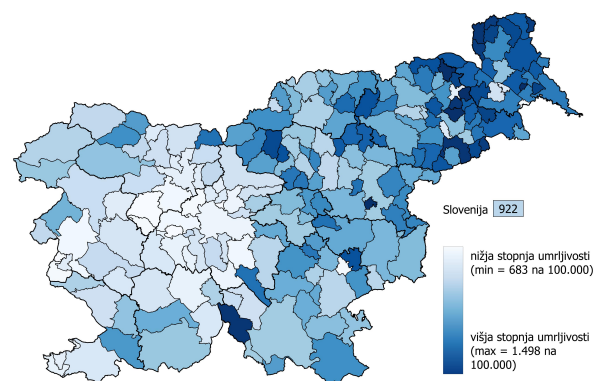 Slovenija 922
nižja stopnja umrljivosti
(min = 683 na 100.000)
višja stopnja umrljivosti
(max = 1.498 na
100.000)